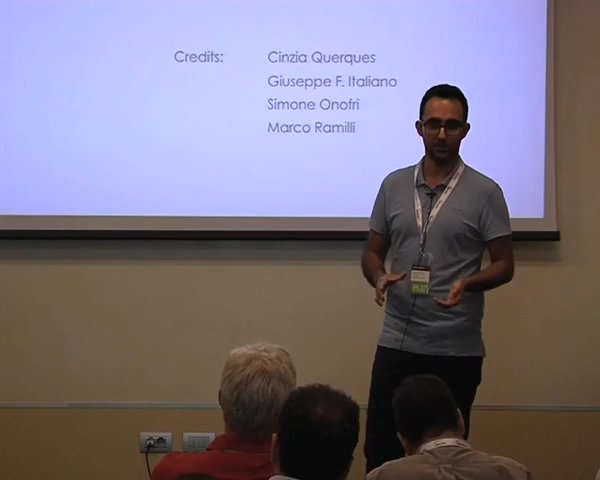 Credits: Cinzia Querques
Giuseppe F. Italiano
Simone Onofri
Marco Ramilli